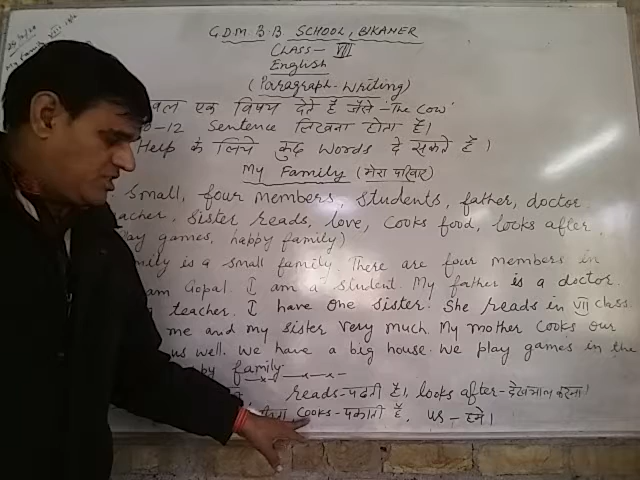 G.D.M. B.B SCHOOL, BIKANER
CLASS- VII
English
(Paragraph-Writing)
एक विषय देते है जैसे 'The Cow'
-12 Sentence लिखना होता है।
Help के लिये कुछ words दे सकते है।
My Family (मेरा परिवार)
Small, four members, students, father, doctor.
sister reads, love, cooks food, looks after,
play games, happy family)
is a small family. There are four members in
am Gopal. I am a student. My father is a doctor.
teacher. I have one sister. She reads in VII class.
me and my sister very much. My mother cooks our
us well. We have a big house. We play games in the
family.
reads-पढती है। looks after-देखभाल करना।
Cooks-पकाती है. us-हमे।